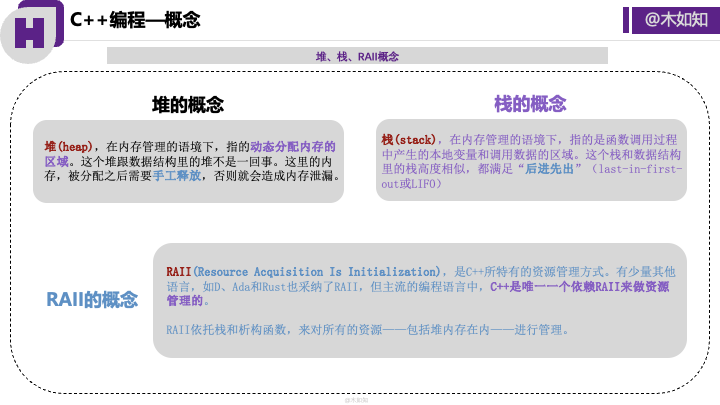 C++编程—概念
@木如知
堆、栈、RAII概念
堆的概念
堆(heap)，在内存管理的语境下，指的动态分配内存的
区域。这个堆跟数据结构里的堆不是一回事。这里的内
存，被分配之后需要手工释放，否则就会造成内存泄漏。
栈的概念
栈(stack)，在内存管理的语境下，指的是函数调用过程
中产生的本地变量和调用数据的区域。这个栈和数据结构
里的栈高度相似，都满足“后进先出”（last-in-first-
out或LIFO）
RAII的概念
RAII(Resource Acquisition Is Initialization)，是C++所特有的资源管理方式。有少量其他
语言，如D、Ada和Rust也采纳了RAII，但主流的编程语言中，C++是唯一一个依赖RAII来做资源
管理的。
RAII依托栈和析构函数，来对所有的资源——包括堆内存在内——进行管理。
@木如知